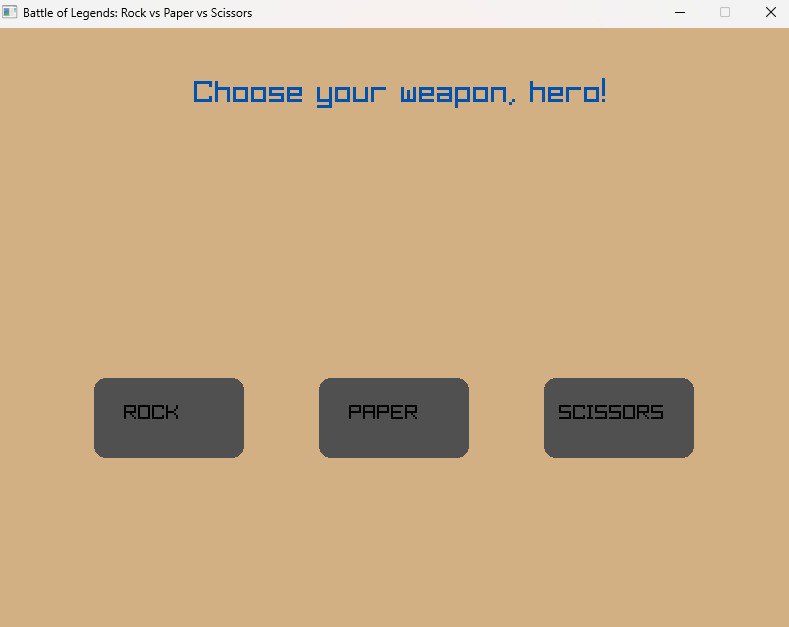 Battle of Legends: Rock vs Paper vs Scissors
Choose your weapon, hero!
ROCK PAPER SCISSORS